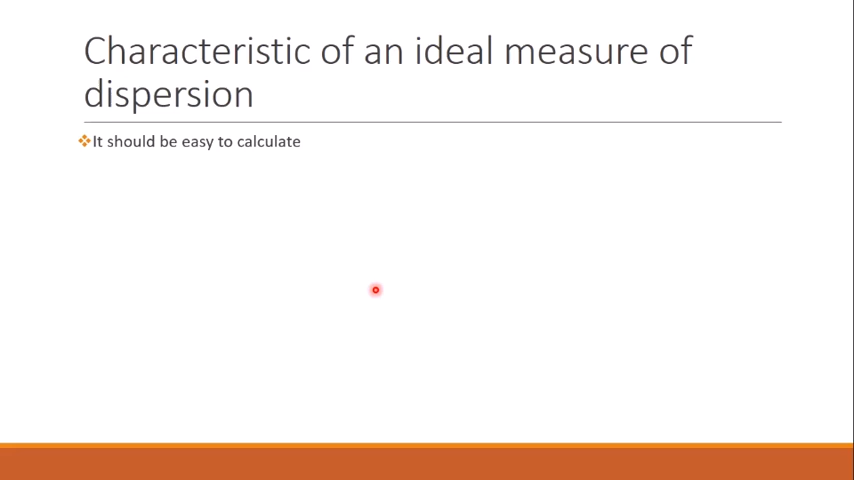 Characteristic of an ideal measure of
dispersion
It should be easy to calculate